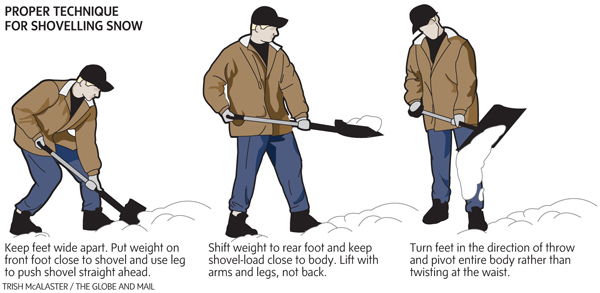 PROPER TECHNIQUE
FOR SHOVELLING SNOW
Keep feet wide apart. Put weight on
front foot close to shovel and use leg
to push shovel straight ahead.
Shift weight to rear foot and keep
shovel-load close to body. Lift with
arms and legs, not back.
Turn feet in the direction of throw
and pivot entire body rather than
twisting at the waist.
TRISH McALASTER / THE GLOBE AND MAIL